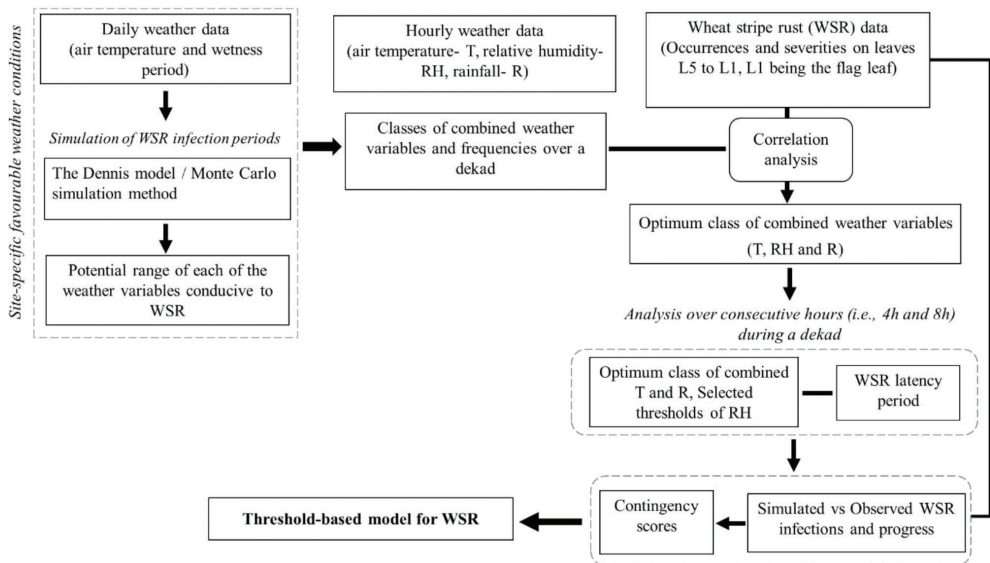 Site-specific favourable weather conditions
Daily weather data
(air temperature and wetness
period)
Simulation of WSR infection periods
The Dennis model / Monte Carlo
simulation method
Potential range of each of the
weather variables conducive to
WSR
Hourly weather data
(air temperature- T, relative humidity-
RH, rainfall- R)
Classes of combined weather
variables and frequencies over a
dekad
Wheat stripe rust (WSR) data
(Occurrences and severities on leaves
L5 to L1, L1 being the flag leaf)
Correlation
analysis
Optimum class of combined weather variables
(T, RH and R)
Analysis over consecutive hours (i.e., 4h and 8h)
during a dekad
Optimum class of combined
T and R, Selected
thresholds of RH
WSR latency
period
Simulated vs Observed WSR
infections and progress
Contingency
scores
Threshold-based model for WSR